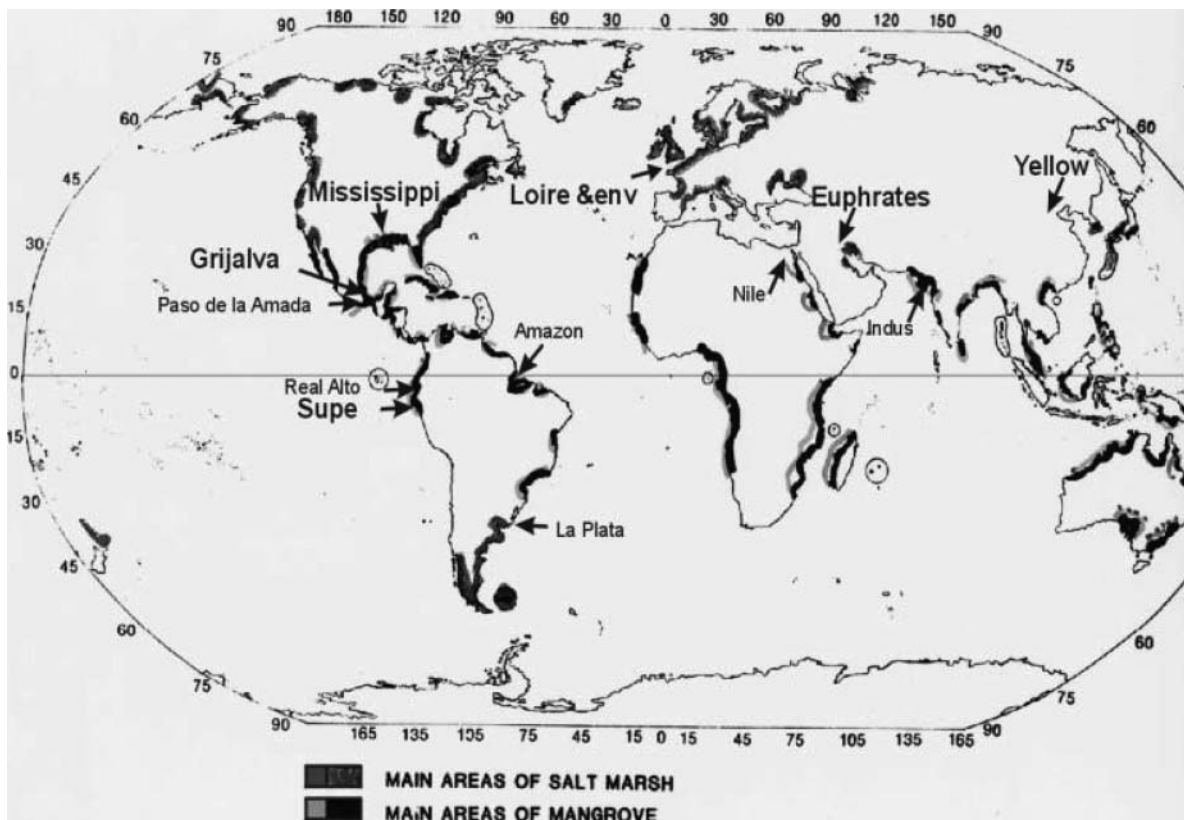 180 150 120 90 60 30 0 30 60 90 120 150
90 90
75 75
60 60
45
30
15
0
15
30
45
60
75 75
90 90
165 135 105 75 45 15 0 15 45 75 105 135 165
Mississippi
Loire &env
Euphrates
Yellow
Grijalva
Paso de la Amada
Nile
Indus
Amazon
Real Alto
Supe
La Plata
MAIN AREAS OF SALT MARSH
MAIN AREAS OF MANGROVE